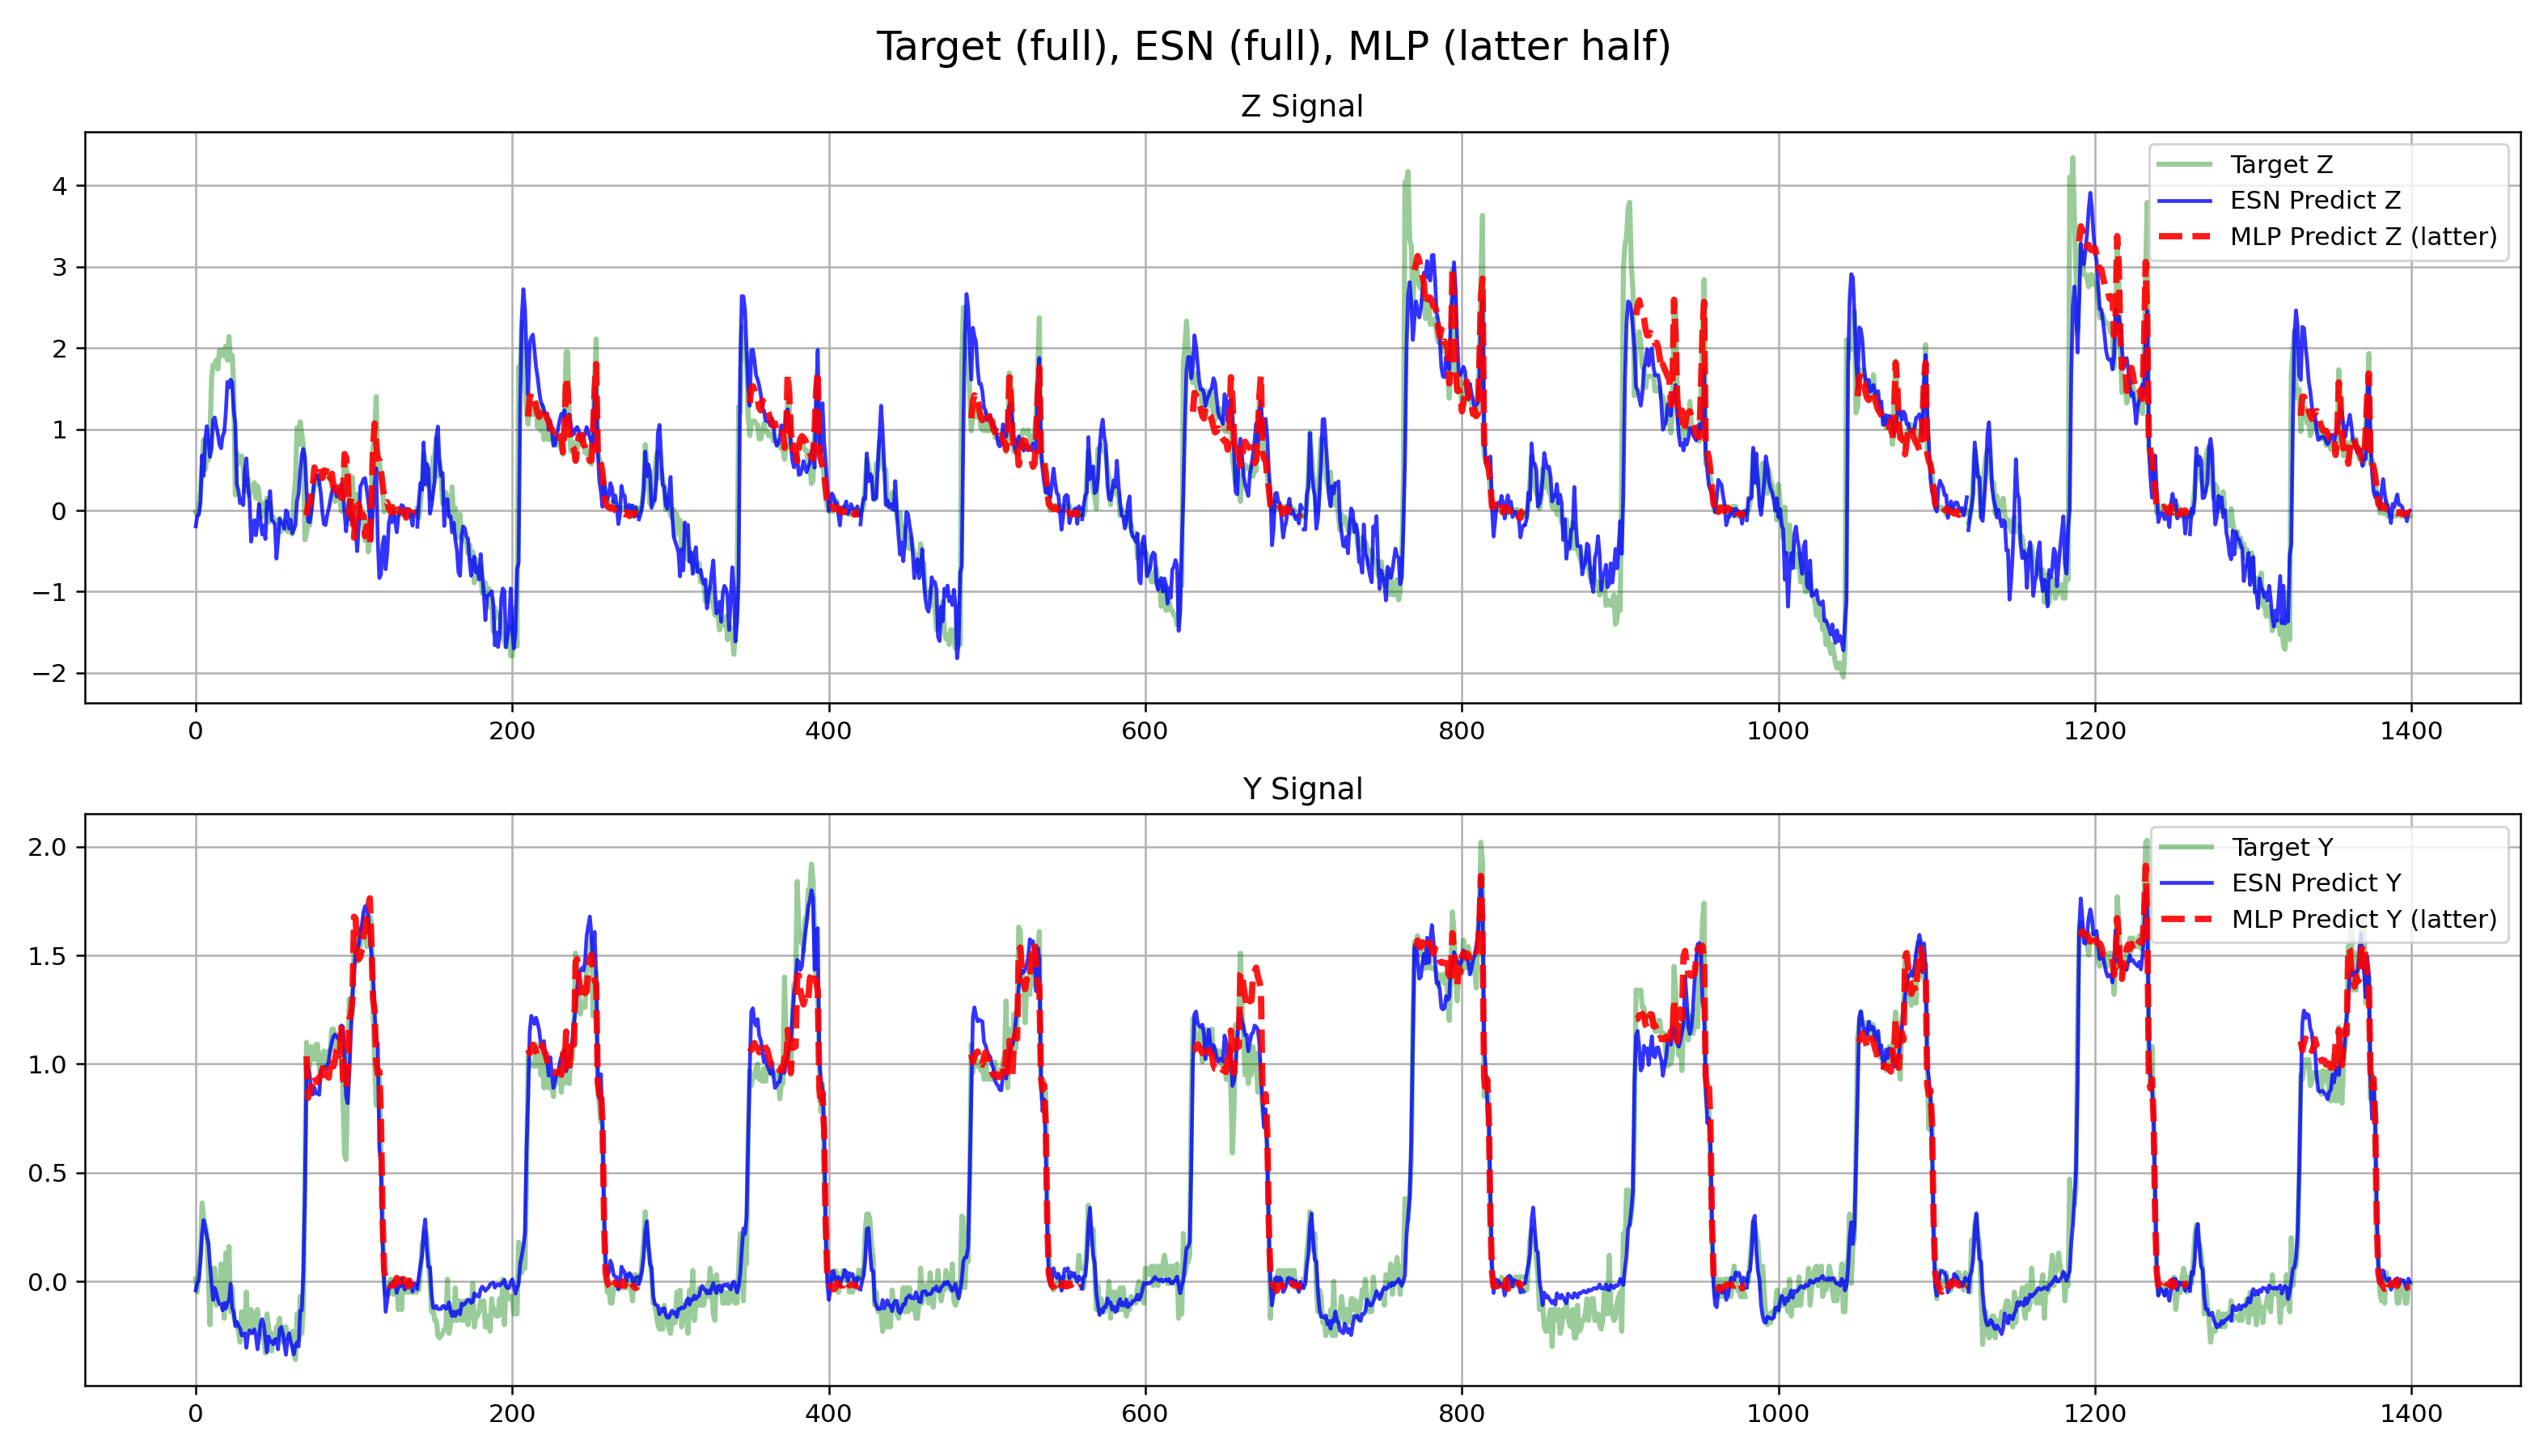 Target (full), ESN (full), MLP (latter half)
Z Signal
Target Z
ESN Predict Z
MLP Predict Z (latter)
4
3
2
1
0
−1
−2
0 200 400 600 800 1000 1200 1400
Y Signal
Target Y
ESN Predict Y
MLP Predict Y (latter)
2.0
1.5
1.0
0.5
0.0
0 200 400 600 800 1000 1200 1400